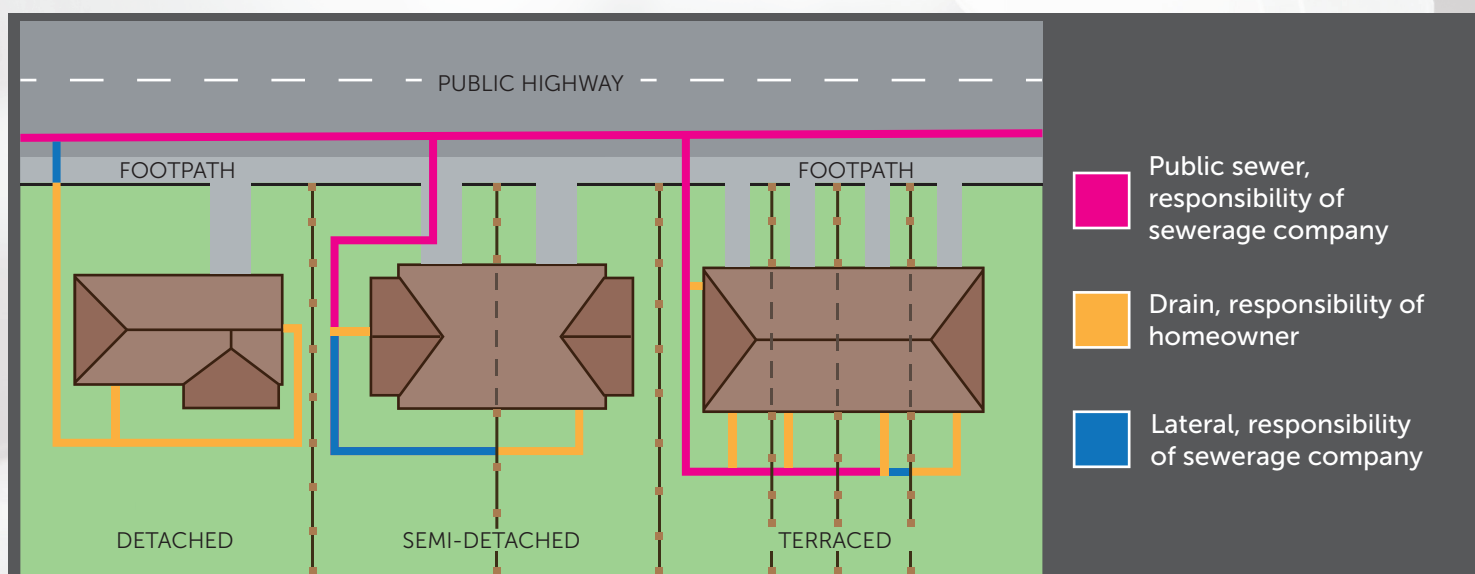 PUBLIC HIGHWAY
FOOTPATH
FOOTPATH
DETACHED
SEMI-DETACHED
TERRACED
Public sewer,
responsibility of
sewerage company
Drain, responsibility of
homeowner
Lateral, responsibility
of sewerage company